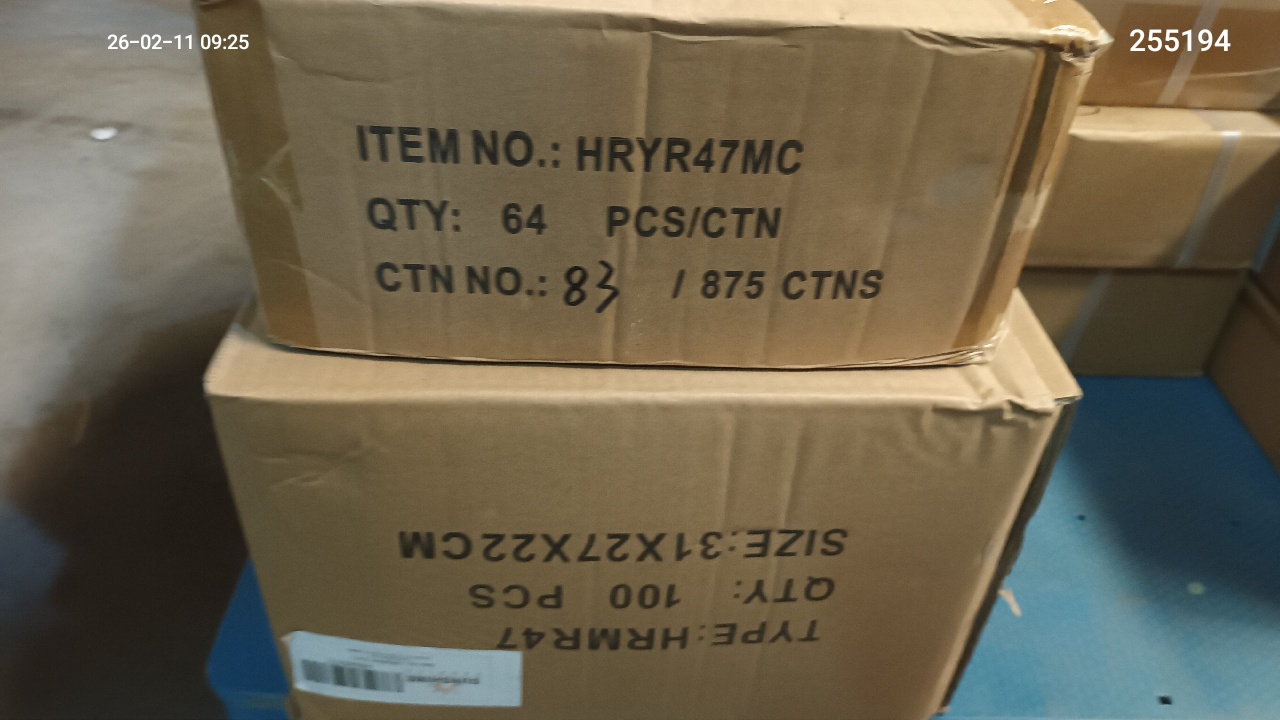 26-02-11 09:25
255194
ITEM NO.: HRYR47MC
QTY: 64 PCS/CTN
CTN NO.: 83 / 875 CTNS
TYPE:HRMR47
QTY: 100 PCS
SIZE:31X27X22CM